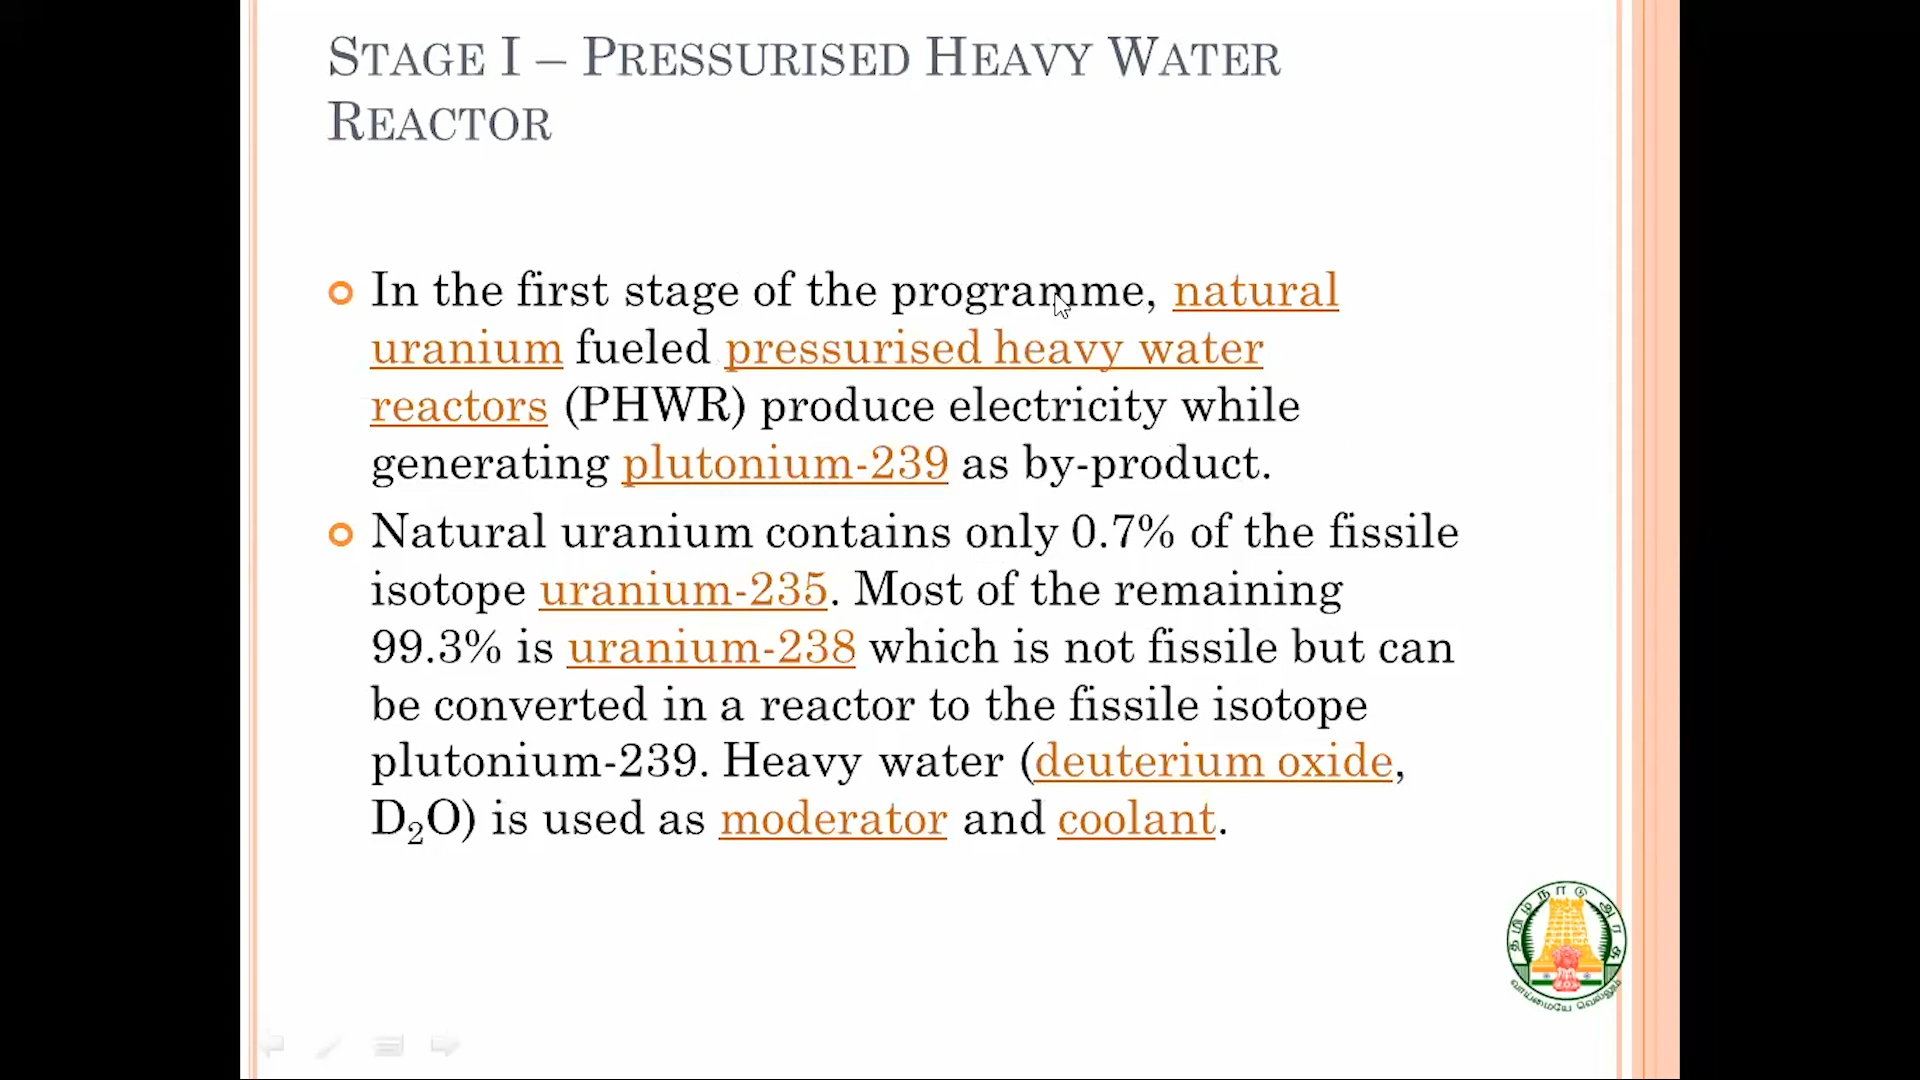 STAGE I – PRESSURISED HEAVY WATER
REACTOR
In the first stage of the programme, natural
uranium fueled pressurised heavy water
reactors (PHWR) produce electricity while
generating plutonium-239 as by-product.
Natural uranium contains only 0.7% of the fissile
isotope uranium-235. Most of the remaining
99.3% is uranium-238 which is not fissile but can
be converted in a reactor to the fissile isotope
plutonium-239. Heavy water (deuterium oxide,
D₂O) is used as moderator and coolant.
தமிழ்நாடு அரசு
வாய்மையே வெல்லும்